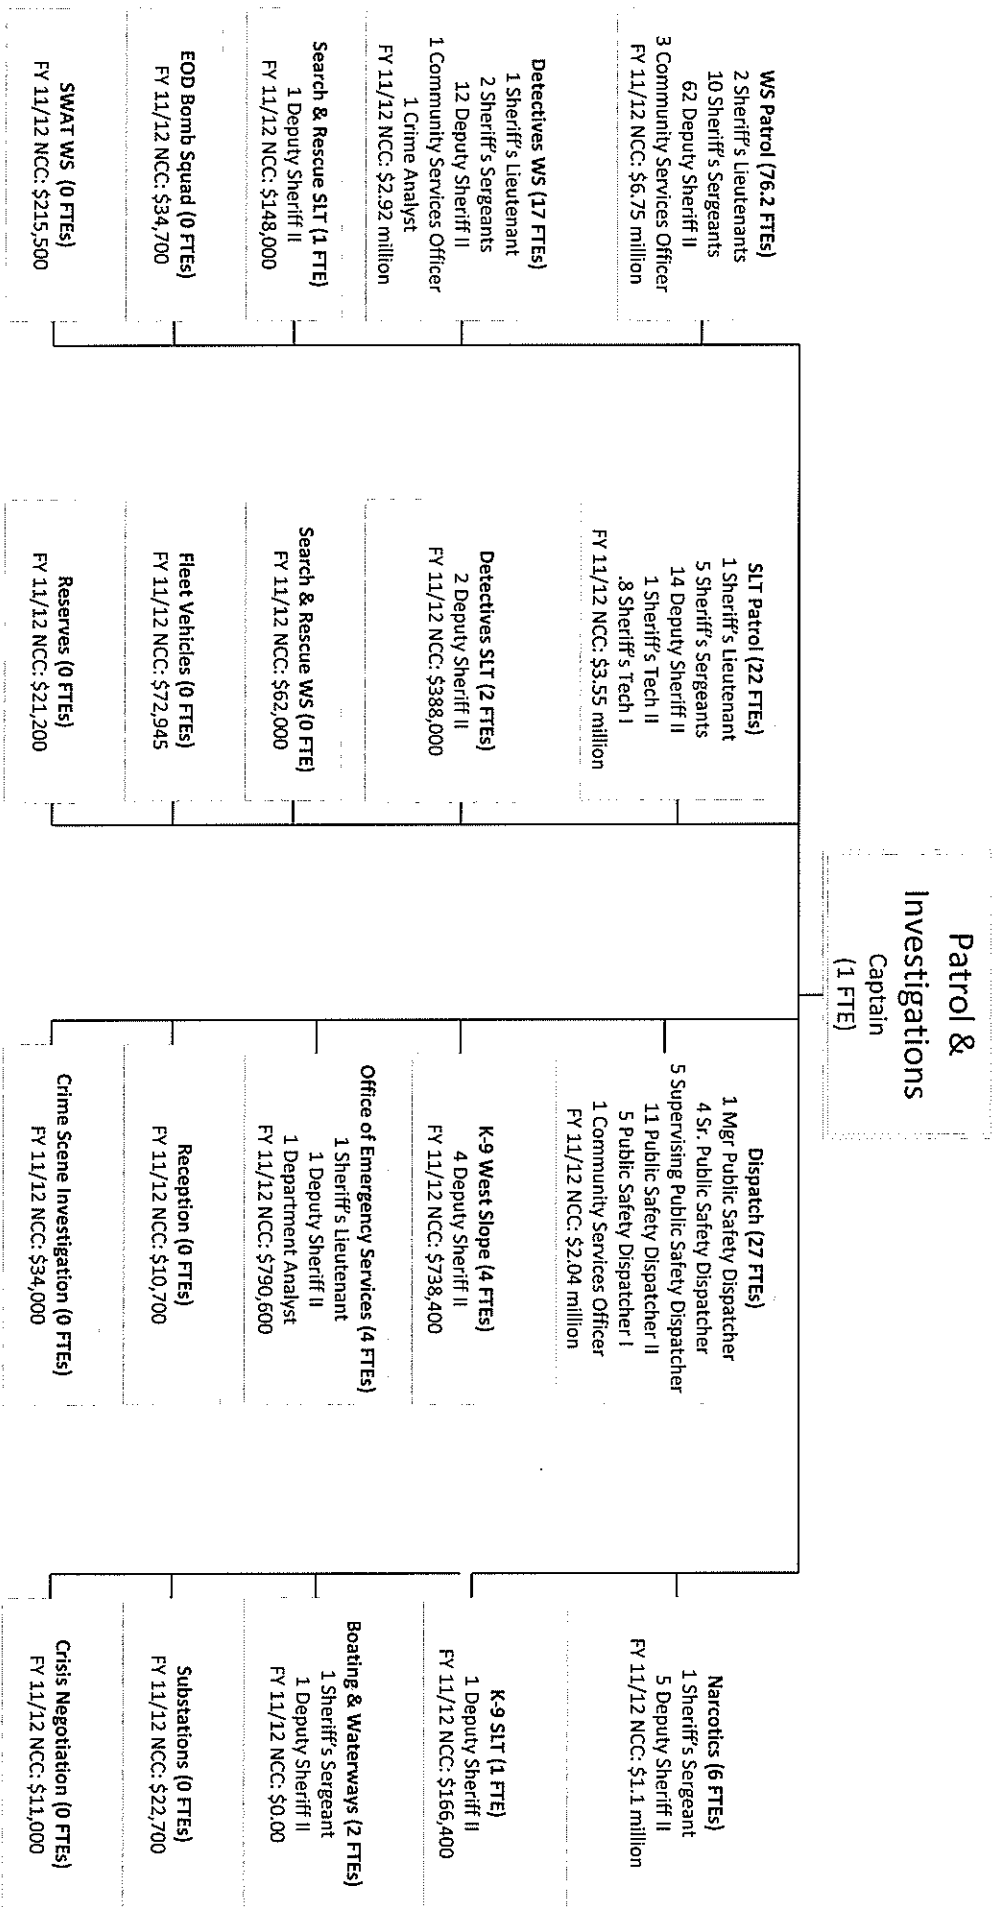 Patrol &
Investigations
Captain
(1 FTE)
WS Patrol (76.2 FTEs)
2 Sheriff's Lieutenants
10 Sheriff's Sergeants
62 Deputy Sheriff II
3 Community Services Officer
FY 11/12 NCC: $6.75 million
Detectives WS (17 FTEs)
1 Sheriff's Lieutenant
2 Sheriff's Sergeants
12 Deputy Sheriff II
1 Community Services Officer
1 Crime Analyst
FY 11/12 NCC: $2.92 million
Search & Rescue SLT (1 FTE)
1 Deputy Sheriff II
FY 11/12 NCC: $148,000
EOD Bomb Squad (0 FTEs)
FY 11/12 NCC: $34,700
SWAT WS (0 FTEs)
FY 11/12 NCC: $215,500
SLT Patrol (22 FTEs)
1 Sheriff's Lieutenant
5 Sheriff's Sergeants
14 Deputy Sheriff II
1 Sheriff's Tech II
.8 Sheriff's Tech I
FY 11/12 NCC: $3.55 million
Detectives SLT (2 FTEs)
2 Deputy Sheriff II
FY 11/12 NCC: $388,000
Search & Rescue WS (0 FTE)
FY 11/12 NCC: $62,000
Fleet Vehicles (0 FTEs)
FY 11/12 NCC: $72,945
Reserves (0 FTEs)
FY 11/12 NCC: $21,200
Dispatch (27 FTEs)
1 Mgr Public Safety Dispatcher
4 Sr. Public Safety Dispatcher
5 Supervising Public Safety Dispatcher
11 Public Safety Dispatcher II
5 Public Safety Dispatcher I
1 Community Services Officer
FY 11/12 NCC: $2.04 million
K-9 West Slope (4 FTEs)
4 Deputy Sheriff II
FY 11/12 NCC: $738,400
Office of Emergency Services (4 FTEs)
1 Sheriff's Lieutenant
1 Deputy Sheriff II
1 Department Analyst
FY 11/12 NCC: $790,600
Reception (0 FTEs)
FY 11/12 NCC: $10,700
Crime Scene Investigation (0 FTEs)
FY 11/12 NCC: $34,000
Narcotics (6 FTEs)
1 Sheriff's Sergeant
5 Deputy Sheriff II
FY 11/12 NCC: $1.1 million
K-9 SLT (1 FTE)
1 Deputy Sheriff II
FY 11/12 NCC: $166,400
Boating & Waterways (2 FTEs)
1 Sheriff's Sergeant
1 Deputy Sheriff II
FY 11/12 NCC: $0.00
Substations (0 FTEs)
FY 11/12 NCC: $22,700
Crisis Negotiation (0 FTEs)
FY 11/12 NCC: $11,000